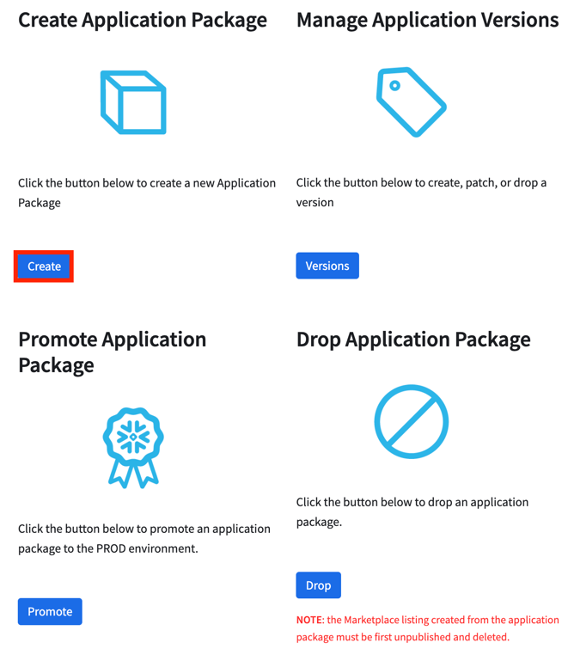 Create Application Package
Click the button below to create a new Application
Package
Create
Manage Application Versions
Click the button below to create, patch, or drop a
version
Versions
Promote Application
Package
Click the button below to promote an application
package to the PROD environment.
Promote
Drop Application Package
Click the button below to drop an application
package.
Drop
NOTE: the Marketplace listing created from the application
package must be first unpublished and deleted.